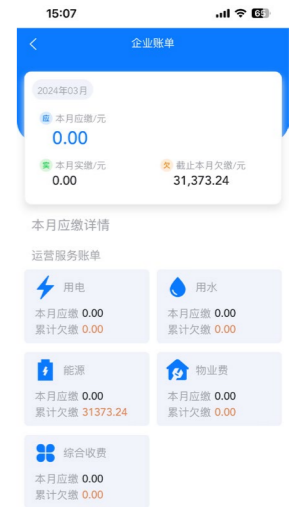 15:07
65
企业账单
2024年03月
应 本月应缴/元
0.00
实 本月实缴/元
0.00
欠 截止本月欠缴/元
31,373.24
本月应缴详情
运营服务账单
用电
本月应缴 0.00
累计欠缴 0.00
用水
本月应缴 0.00
累计欠缴 0.00
能源
本月应缴 0.00
累计欠缴 31373.24
物业费
本月应缴 0.00
累计欠缴 0.00
综合收费
本月应缴 0.00
累计欠缴 0.00